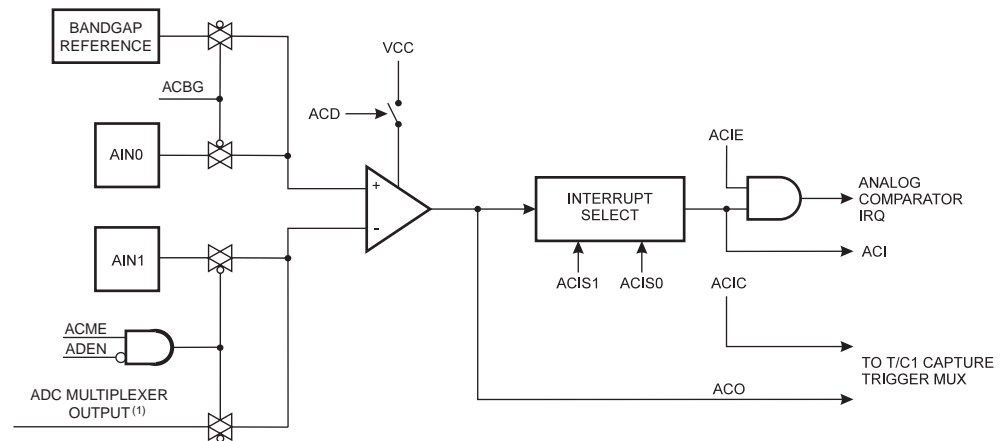 BANDGAP
REFERENCE
ACBG
VCC
ACD
AIN0
+
-
AIN1
ACME
ADEN
ADC MULTIPLEXER
OUTPUT (1)
INTERRUPT
SELECT
ACIS1 ACIS0
ACIE
ANALOG
COMPARATOR
IRQ
ACI
ACIC
TO T/C1 CAPTURE
TRIGGER MUX
ACO